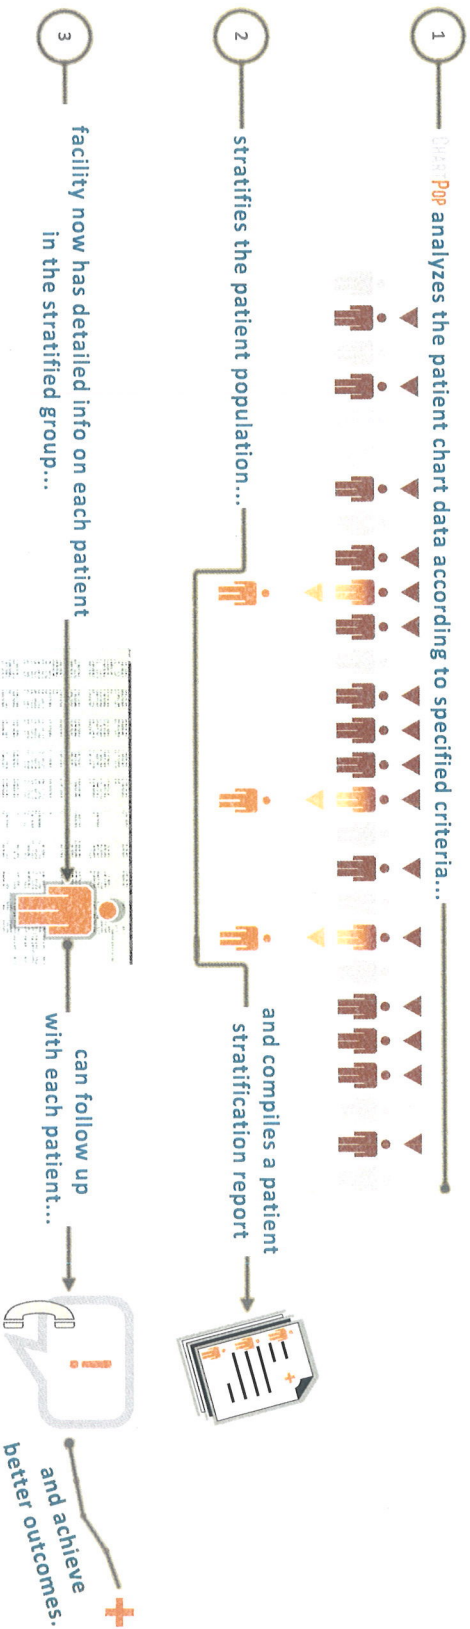 1
CHARTPOP analyzes the patient chart data according to specified criteria...
2
stratifies the patient population...
and compiles a patient
stratification report
3
facility now has detailed info on each patient
in the stratified group...
can follow up
with each patient...
and achieve
better outcomes.